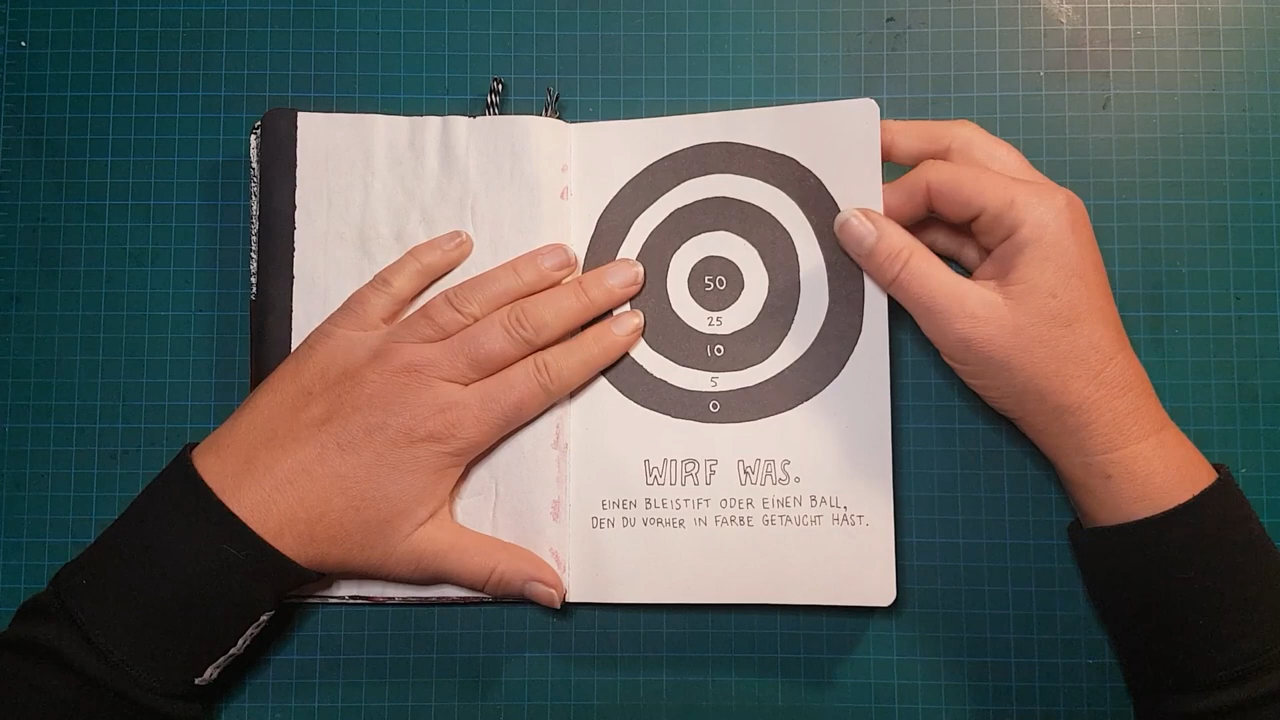 50
25
10
5
0
WIRF WAS.
EINEN BLEISTIFT ODER EINEN BALL,
DEN DU VORHER IN FARBE GETAUCHT HAST.